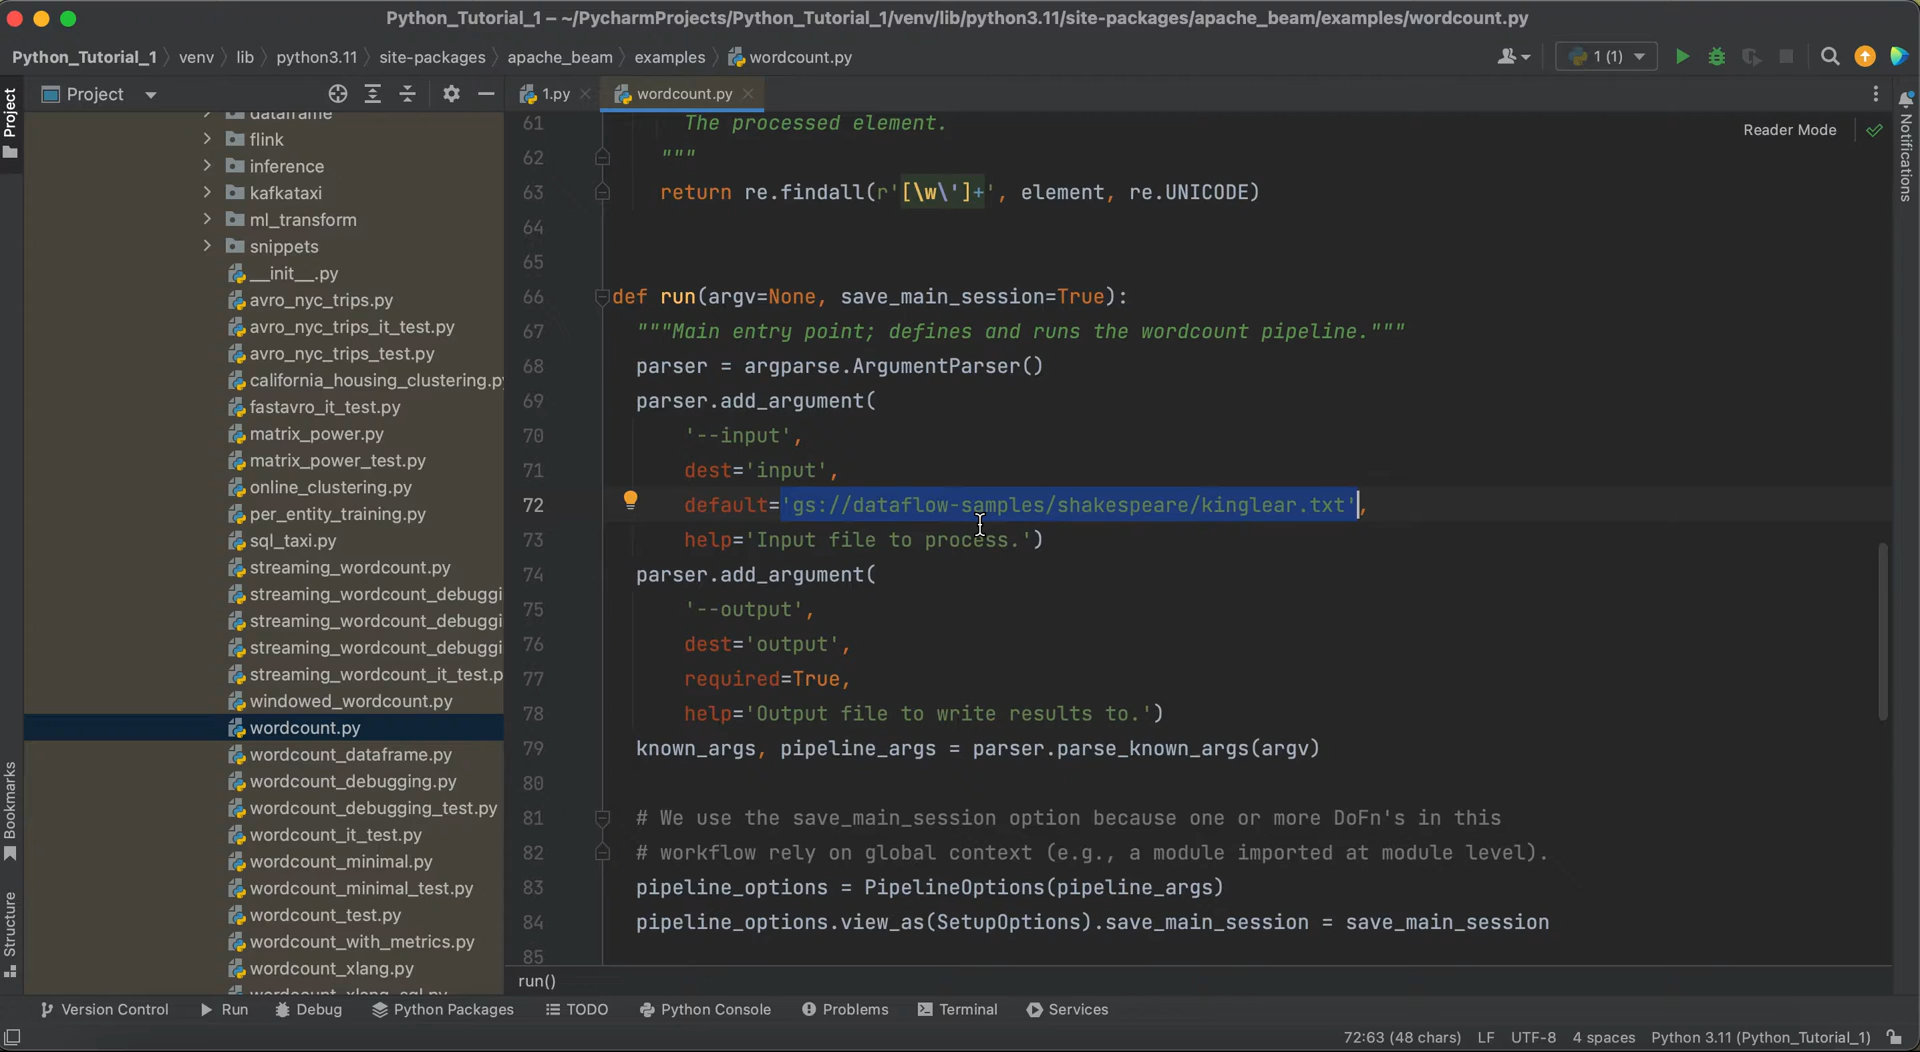 Python_Tutorial_1 – ~/PycharmProjects/Python_Tutorial_1/venv/lib/python3.11/site-packages/apache_beam/examples/wordcount.py
Python_Tutorial_1 venv lib python3.11 site-packages apache_beam examples wordcount.py
1 (1)
Project
Project
1.py
wordcount.py
Notifications
Reader Mode
dataframe
flink
inference
kafkataxi
ml_transform
snippets
__init__.py
avro_nyc_trips.py
avro_nyc_trips_it_test.py
avro_nyc_trips_test.py
california_housing_clustering.py
fastavro_it_test.py
matrix_power.py
matrix_power_test.py
online_clustering.py
per_entity_training.py
sql_taxi.py
streaming_wordcount.py
streaming_wordcount_debuggi
streaming_wordcount_debuggi
streaming_wordcount_debuggi
streaming_wordcount_it_test.p
windowed_wordcount.py
wordcount.py
wordcount_dataframe.py
wordcount_debugging.py
wordcount_debugging_test.py
wordcount_it_test.py
wordcount_minimal.py
wordcount_minimal_test.py
wordcount_test.py
wordcount_with_metrics.py
wordcount_xlang.py
wordcount_xlang_sql.py
61 The processed element.
62 """
63 return re.findall(r'[\w\']+', element, re.UNICODE)
64
65
66 def run(argv=None, save_main_session=True):
67 """Main entry point; defines and runs the wordcount pipeline."""
68 parser = argparse.ArgumentParser()
69 parser.add_argument(
70 '--input',
71 dest='input',
72 default='gs://dataflow-samples/shakespeare/kinglear.txt',
73 help='Input file to process.')
74 parser.add_argument(
75 '--output',
76 dest='output',
77 required=True,
78 help='Output file to write results to.')
79 known_args, pipeline_args = parser.parse_known_args(argv)
80
81 # We use the save_main_session option because one or more DoFn's in this
82 # workflow rely on global context (e.g., a module imported at module level).
83 pipeline_options = PipelineOptions(pipeline_args)
84 pipeline_options.view_as(SetupOptions).save_main_session = save_main_session
85
run()
Bookmarks
Structure
Version Control Run Debug Python Packages TODO Python Console Problems Terminal Services
72:63 (48 chars) LF UTF-8 4 spaces Python 3.11 (Python_Tutorial_1)